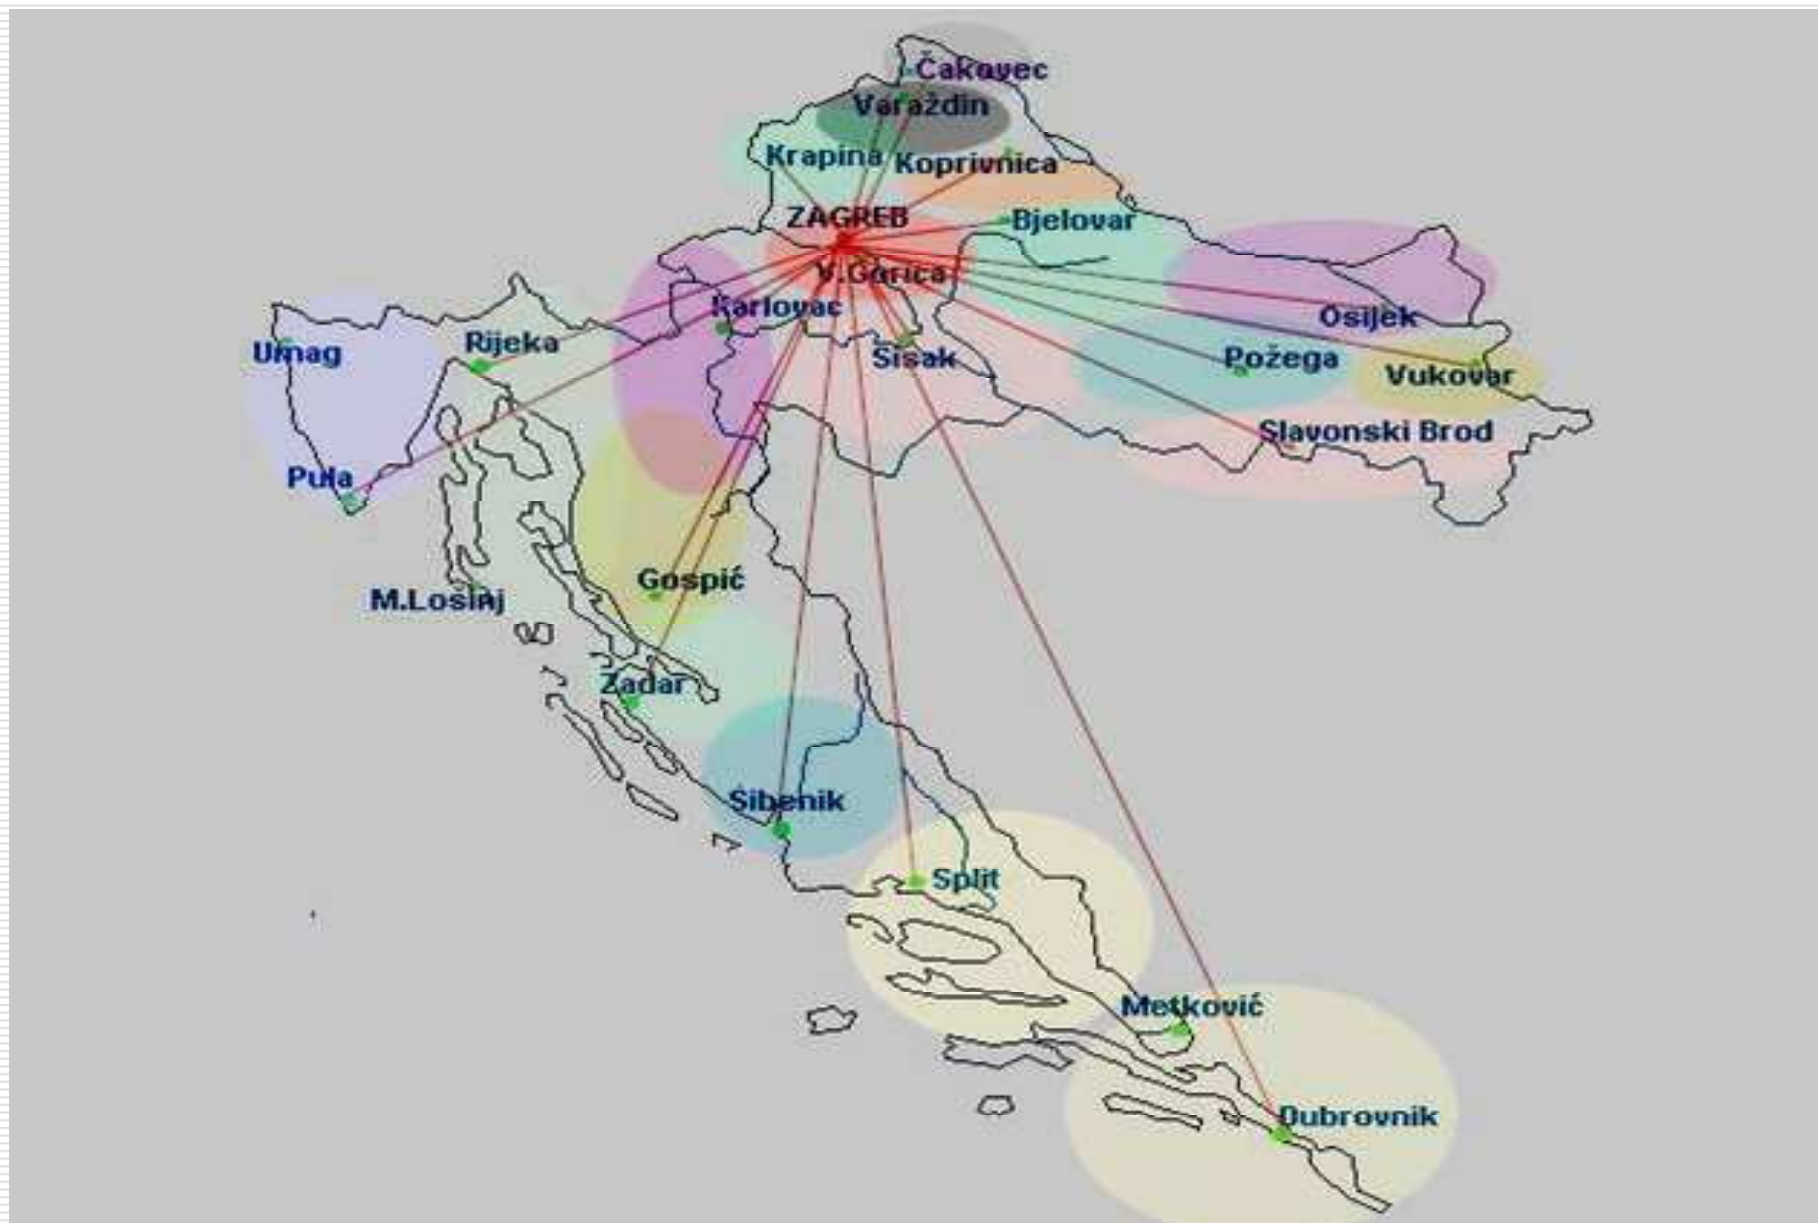 Čakovec
Varaždin
Krapina
Koprivnica
ZAGREB
Bjelovar
V.Gorica
Karlovac
Osijek
Umag
Rijeka
Sisak
Požega
Vukovar
Slavonski Brod
Pula
Gospić
M.Lošinj
Zadar
Šibenik
Split
Metković
Dubrovnik